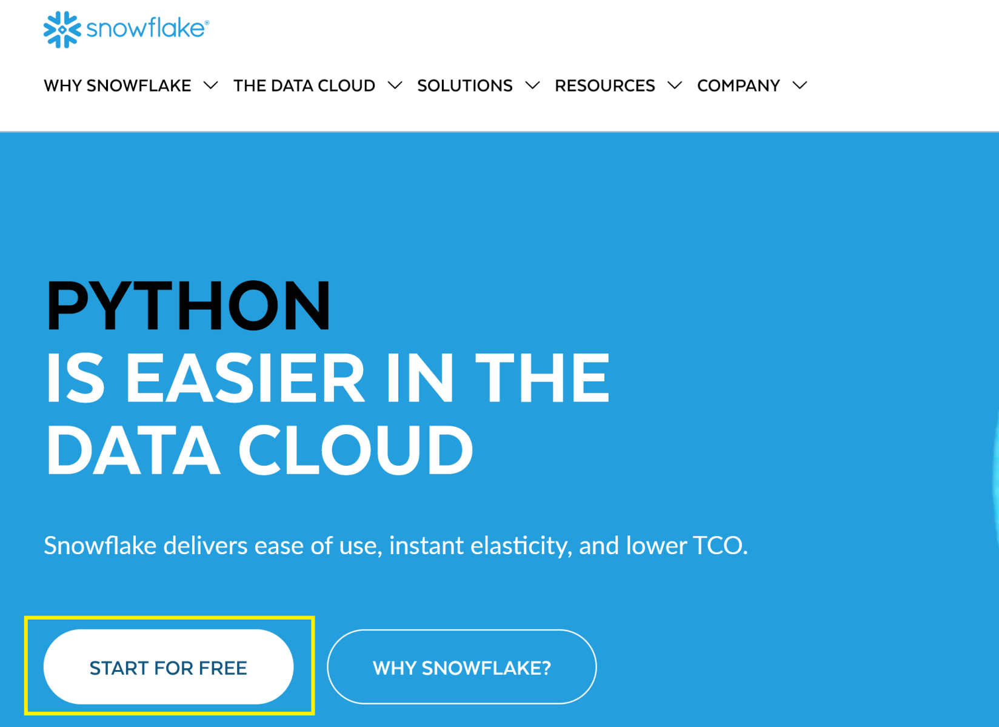 snowflake®
WHY SNOWFLAKE THE DATA CLOUD SOLUTIONS RESOURCES COMPANY
PYTHON
IS EASIER IN THE
DATA CLOUD
Snowflake delivers ease of use, instant elasticity, and lower TCO.
START FOR FREE WHY SNOWFLAKE?